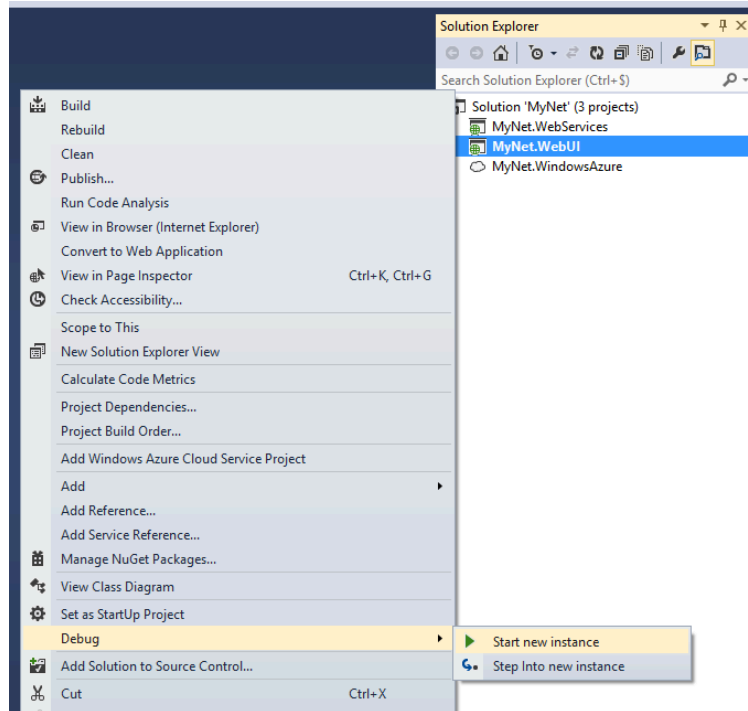 Solution Explorer
Search Solution Explorer (Ctrl+$)
Solution 'MyNet' (3 projects)
MyNet.WebServices
MyNet.WebUI
MyNet.WindowsAzure
Build
Rebuild
Clean
Publish...
Run Code Analysis
View in Browser (Internet Explorer)
Convert to Web Application
View in Page Inspector Ctrl+K, Ctrl+G
Check Accessibility...
Scope to This
New Solution Explorer View
Calculate Code Metrics
Project Dependencies...
Project Build Order...
Add Windows Azure Cloud Service Project
Add
Add Reference...
Add Service Reference...
Manage NuGet Packages...
View Class Diagram
Set as StartUp Project
Debug
Start new instance
Step Into new instance
Add Solution to Source Control...
Cut Ctrl+X